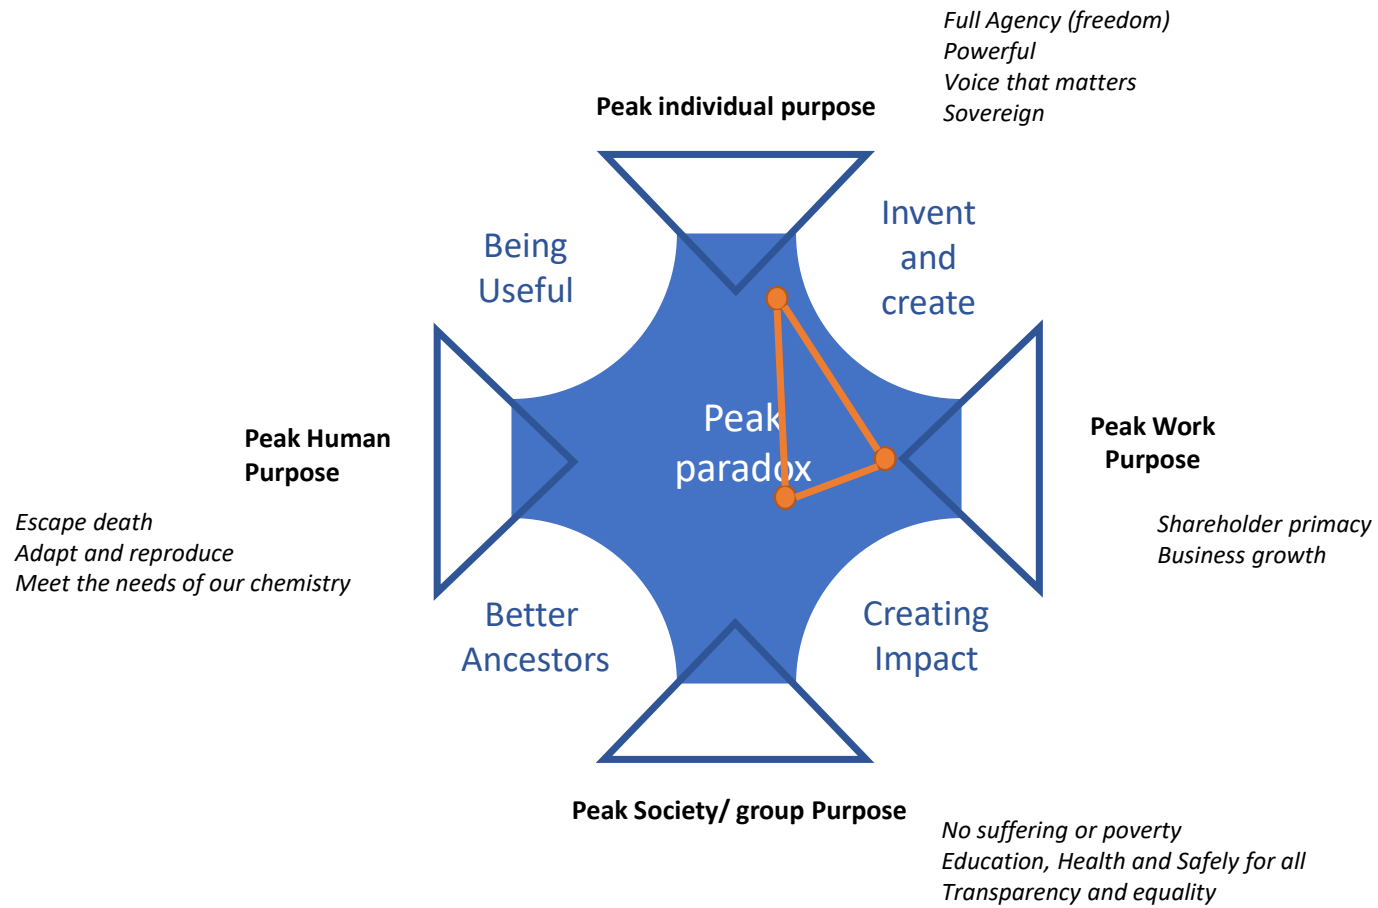 Full Agency (freedom)
Powerful
Voice that matters
Sovereign
Peak individual purpose
Being
Useful
Invent
and
create
Peak Human
Purpose
Escape death
Adapt and reproduce
Meet the needs of our chemistry
Peak
paradox
Peak Work
Purpose
Shareholder primacy
Business growth
Better
Ancestors
Creating
Impact
Peak Society/ group Purpose
No suffering or poverty
Education, Health and Safely for all
Transparency and equality